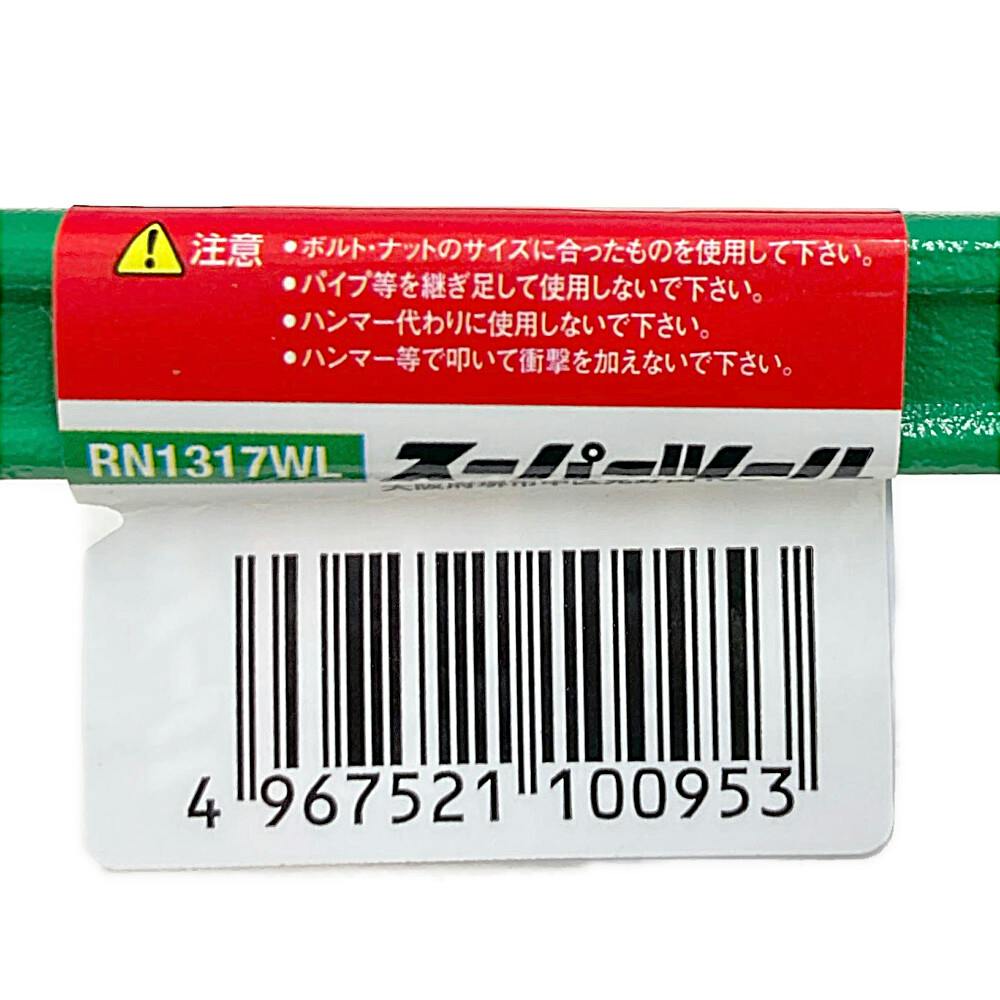 注意
•ボルト・ナットのサイズに合ったものを使用して下さい。
•パイプ等を継ぎ足して使用しないで下さい。
•ハンマー代わりに使用しないで下さい。
•ハンマー等で叩いて衝撃を加えないで下さい。
RN1317WL スーパーツール
4 967521 100953